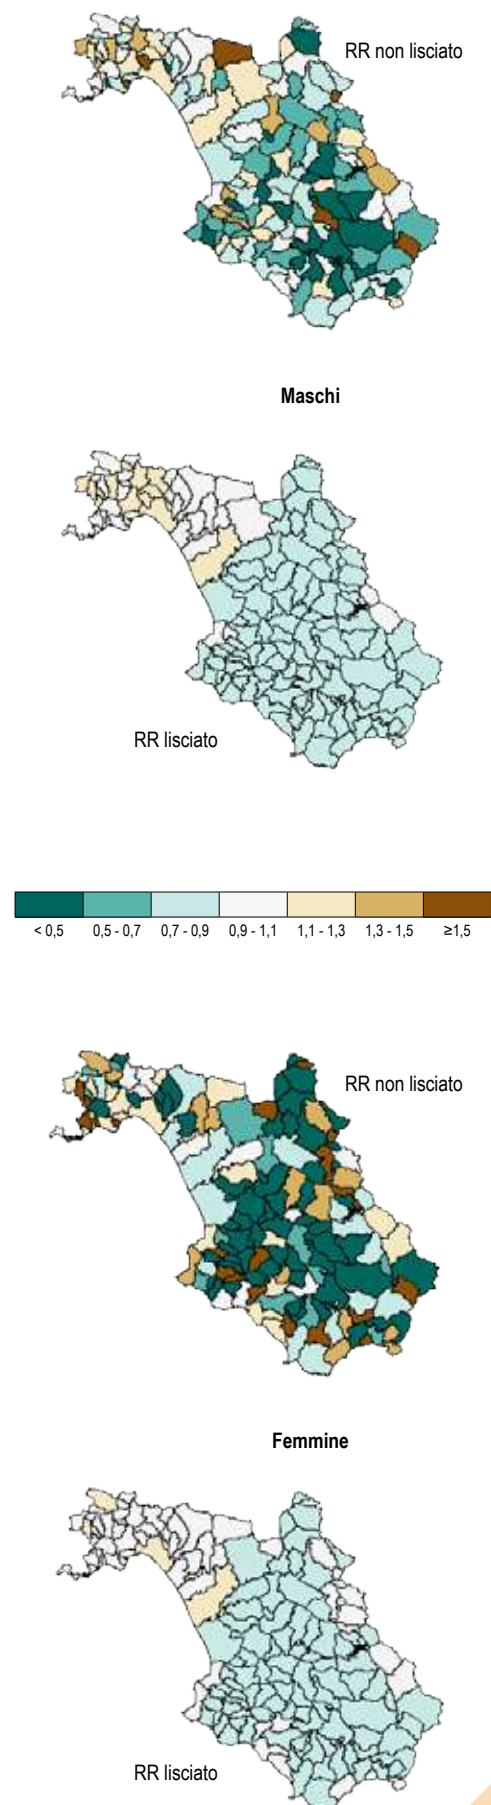 RR non lisciato
Maschi
RR lisciato
< 0,5 0,5 - 0,7 0,7 - 0,9 0,9 - 1,1 1,1 - 1,3 1,3 - 1,5 ≥1,5
RR non lisciato
Femmine
RR lisciato